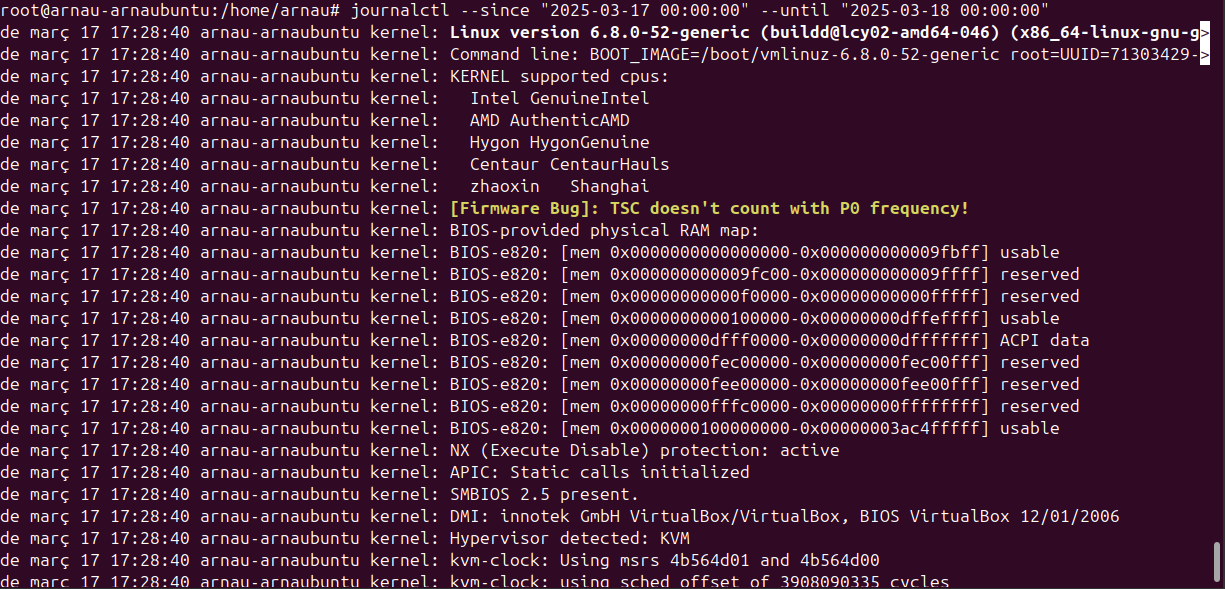 root@arnau-arnaubuntu:/home/arnau# journalctl --since "2025-03-17 00:00:00" --until "2025-03-18 00:00:00"
de març 17 17:28:40 arnau-arnaubuntu kernel: Linux version 6.8.0-52-generic (buildd@lcy02-amd64-046) (x86_64-linux-gnu-g>
de març 17 17:28:40 arnau-arnaubuntu kernel: Command line: BOOT_IMAGE=/boot/vmlinuz-6.8.0-52-generic root=UUID=71303429->
de març 17 17:28:40 arnau-arnaubuntu kernel: KERNEL supported cpus:
de març 17 17:28:40 arnau-arnaubuntu kernel:   Intel GenuineIntel
de març 17 17:28:40 arnau-arnaubuntu kernel:   AMD AuthenticAMD
de març 17 17:28:40 arnau-arnaubuntu kernel:   Hygon HygonGenuine
de març 17 17:28:40 arnau-arnaubuntu kernel:   Centaur CentaurHauls
de març 17 17:28:40 arnau-arnaubuntu kernel:   zhaoxin   Shanghai
de març 17 17:28:40 arnau-arnaubuntu kernel: [Firmware Bug]: TSC doesn't count with P0 frequency!
de març 17 17:28:40 arnau-arnaubuntu kernel: BIOS-provided physical RAM map:
de març 17 17:28:40 arnau-arnaubuntu kernel: BIOS-e820: [mem 0x0000000000000000-0x000000000009fbff] usable
de març 17 17:28:40 arnau-arnaubuntu kernel: BIOS-e820: [mem 0x000000000009fc00-0x000000000009ffff] reserved
de març 17 17:28:40 arnau-arnaubuntu kernel: BIOS-e820: [mem 0x00000000000f0000-0x00000000000fffff] reserved
de març 17 17:28:40 arnau-arnaubuntu kernel: BIOS-e820: [mem 0x0000000000100000-0x00000000dffeffff] usable
de març 17 17:28:40 arnau-arnaubuntu kernel: BIOS-e820: [mem 0x00000000dfff0000-0x00000000dfffffff] ACPI data
de març 17 17:28:40 arnau-arnaubuntu kernel: BIOS-e820: [mem 0x00000000fec00000-0x00000000fec00fff] reserved
de març 17 17:28:40 arnau-arnaubuntu kernel: BIOS-e820: [mem 0x00000000fee00000-0x00000000fee00fff] reserved
de març 17 17:28:40 arnau-arnaubuntu kernel: BIOS-e820: [mem 0x00000000fffc0000-0x00000000ffffffff] reserved
de març 17 17:28:40 arnau-arnaubuntu kernel: BIOS-e820: [mem 0x0000000100000000-0x00000003ac4fffff] usable
de març 17 17:28:40 arnau-arnaubuntu kernel: NX (Execute Disable) protection: active
de març 17 17:28:40 arnau-arnaubuntu kernel: APIC: Static calls initialized
de març 17 17:28:40 arnau-arnaubuntu kernel: SMBIOS 2.5 present.
de març 17 17:28:40 arnau-arnaubuntu kernel: DMI: innotek GmbH VirtualBox/VirtualBox, BIOS VirtualBox 12/01/2006
de març 17 17:28:40 arnau-arnaubuntu kernel: Hypervisor detected: KVM
de març 17 17:28:40 arnau-arnaubuntu kernel: kvm-clock: Using msrs 4b564d01 and 4b564d00
de març 17 17:28:40 arnau-arnaubuntu kernel: kvm-clock: using sched offset of 3908090335 cycles